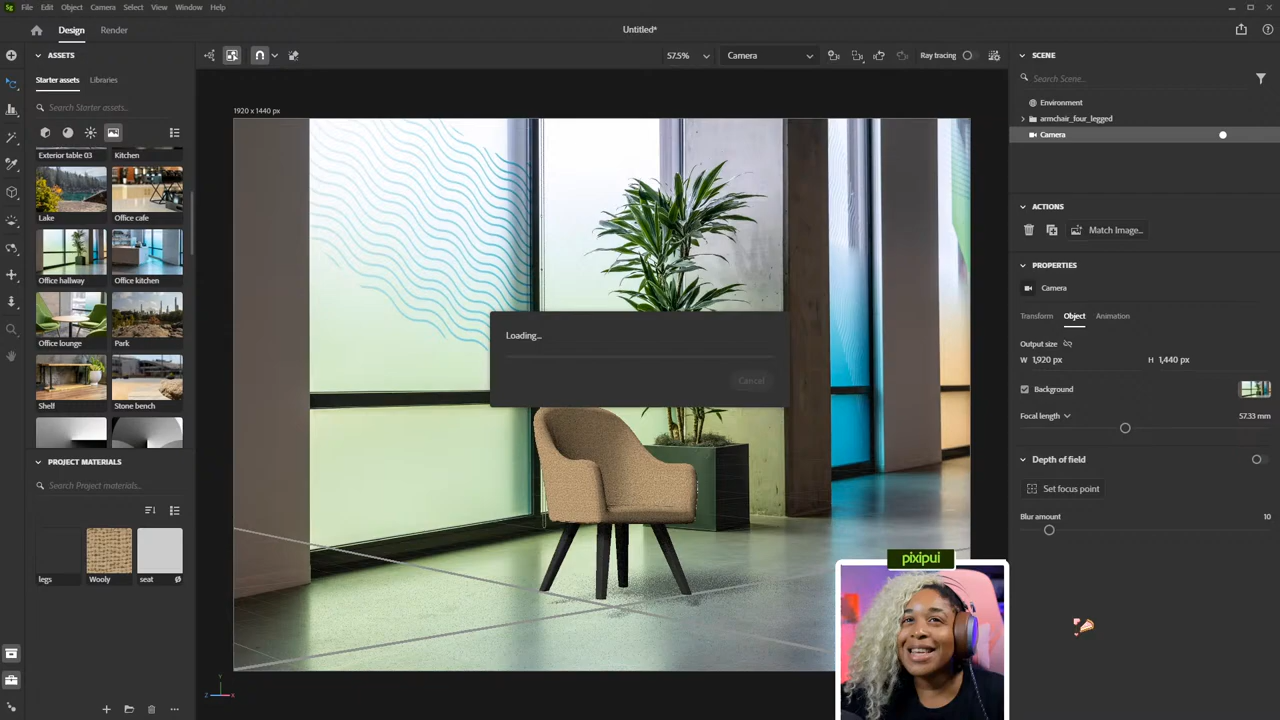 Sg File Edit Object Camera Select View Window Help
Design Render Untitled*
ASSETS
Starter assets Libraries
Search Starter assets...
Exterior table 03 Kitchen
Lake Office cafe
Office hallway Office kitchen
Office lounge Park
Shelf Stone bench
PROJECT MATERIALS
Search Project materials...
legs Wooly seat
57.5% Camera Ray tracing
1920 x 1440 px
Loading...
Cancel
Y
Z X
pixipui
SCENE
Search Scene...
Environment
armchair_four_legged
Camera
ACTIONS
Match Image...
PROPERTIES
Camera
Transform Object Animation
Output size
W 1,920 px H 1,440 px
Background
Focal length 57.33 mm
Depth of field
Set focus point
Blur amount 10